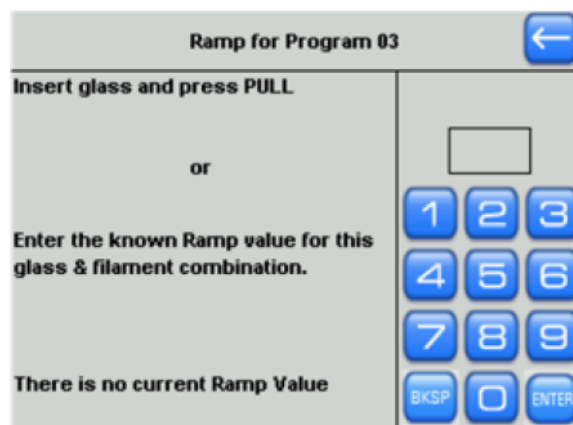 Ramp for Program 03
Insert glass and press PULL
or
Enter the known Ramp value for this
glass & filament combination.
There is no current Ramp Value
1 2 3
4 5 6
7 8 9
BKSP 0 ENTER